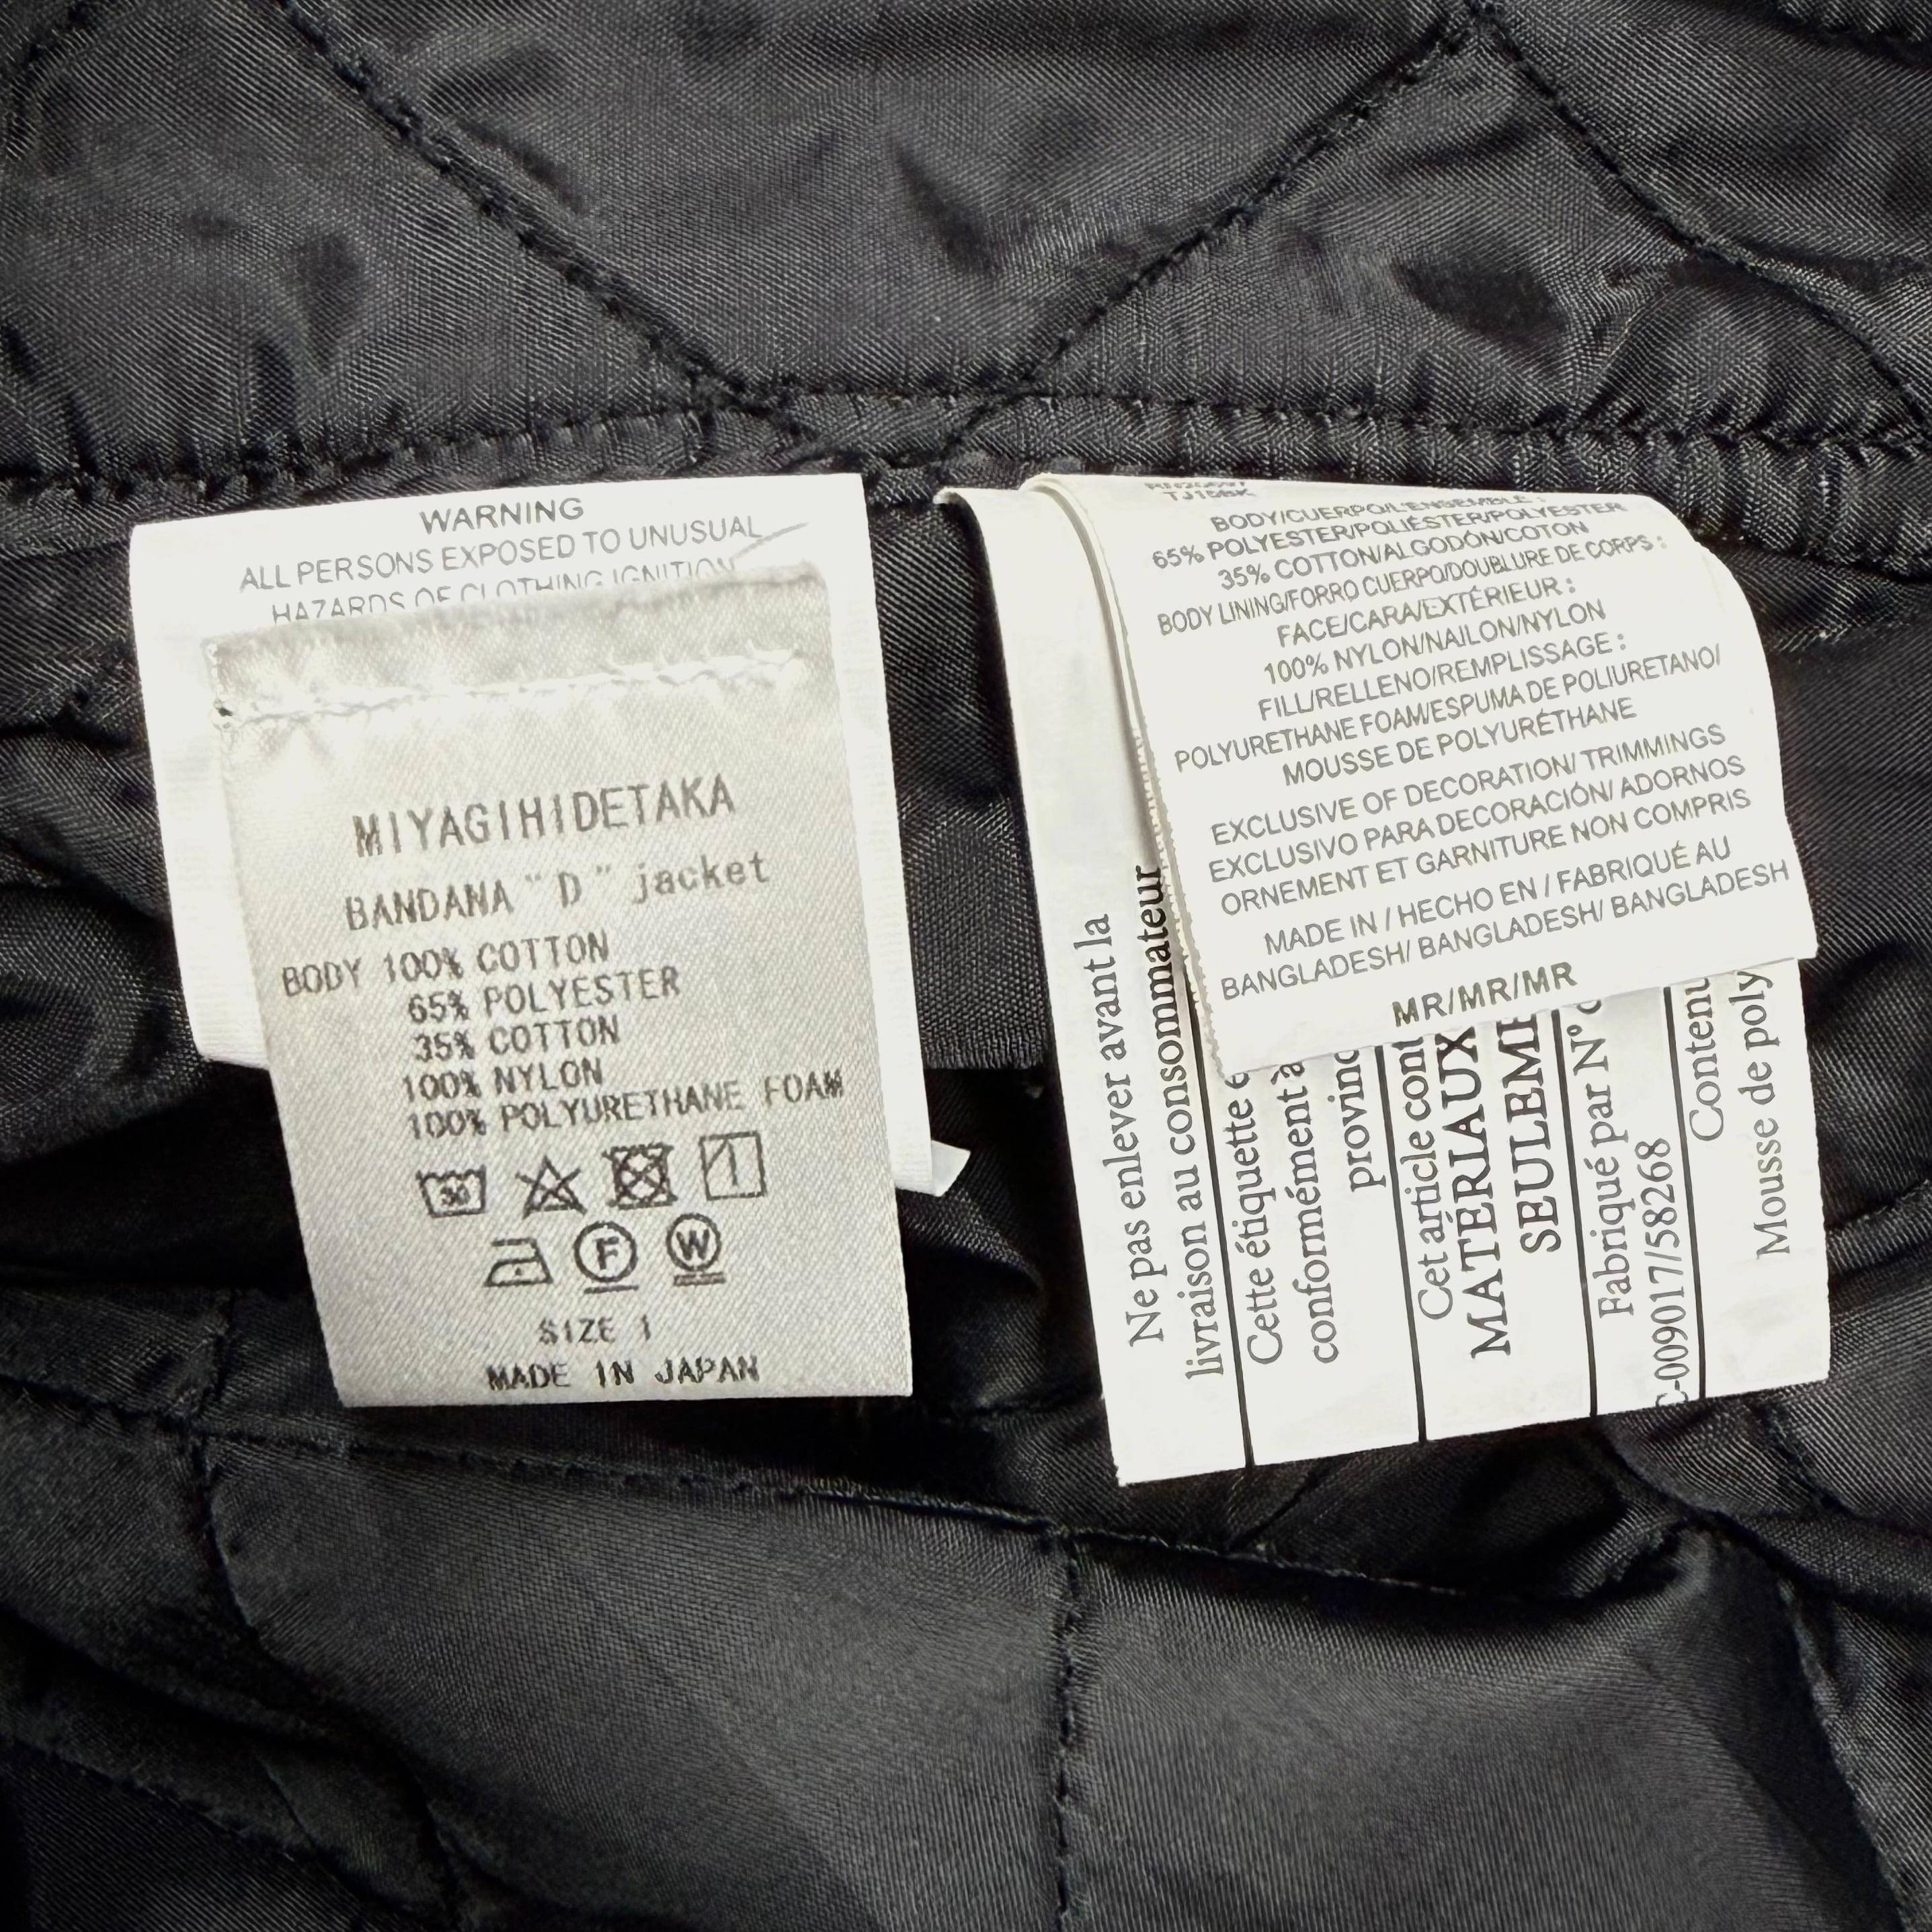 WARNING
ALL PERSONS EXPOSED TO UNUSUAL
HAZARDS OF CLOTHING IGNITION
MIYAGIHIDETAKA
BANDANA "D" jacket
BODY 100% COTTON
65% POLYESTER
35% COTTON
100% NYLON
100% POLYURETHANE FOAM
30
F
W
SIZE 1
MADE IN JAPAN
BODY/CUERPO/L'ENSEMBLE :
65% POLYESTER/POLIÉSTER/POLYESTER
35% COTTON/ALGODÓN/COTON
BODY LINING/FORRO CUERPO/DOUBLURE DE CORPS :
FACE/CARA/EXTÉRIEUR :
100% NYLON/NAILON/NYLON
FILL/RELLENO/REMPLISSAGE :
POLYURETHANE FOAM/ESPUMA DE POLIURETANO/
MOUSSE DE POLYURÉTHANE
EXCLUSIVE OF DECORATION/ TRIMMINGS
EXCLUSIVO PARA DECORACIÓN/ ADORNOS
ORNEMENT ET GARNITURE NON COMPRIS
MADE IN / HECHO EN / FABRIQUÉ AU
BANGLADESH/ BANGLADESH/ BANGLADESH
MR/MR/MR
Ne pas enlever avant la
livraison au consommateur
Cette étiquette
conformément à
provinc
Cet article cont
MATÉRIAUX
SEULEME
Fabriqué par N°
-009017/58268
Contenu
Mousse de poly